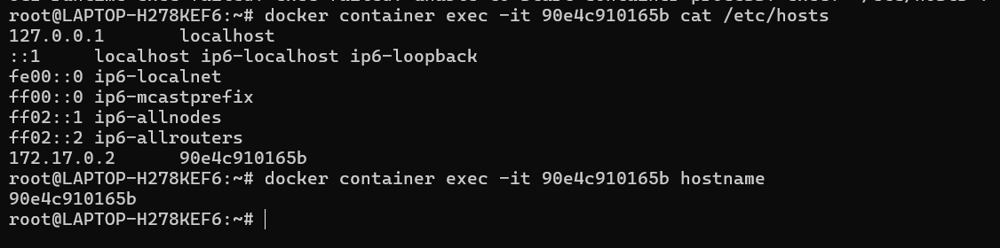 root@LAPTOP-H278KEF6:~# docker container exec -it 90e4c910165b cat /etc/hosts
127.0.0.1       localhost
::1     localhost ip6-localhost ip6-loopback
fe00::0 ip6-localnet
ff00::0 ip6-mcastprefix
ff02::1 ip6-allnodes
ff02::2 ip6-allrouters
172.17.0.2      90e4c910165b
root@LAPTOP-H278KEF6:~# docker container exec -it 90e4c910165b hostname
90e4c910165b
root@LAPTOP-H278KEF6:~#